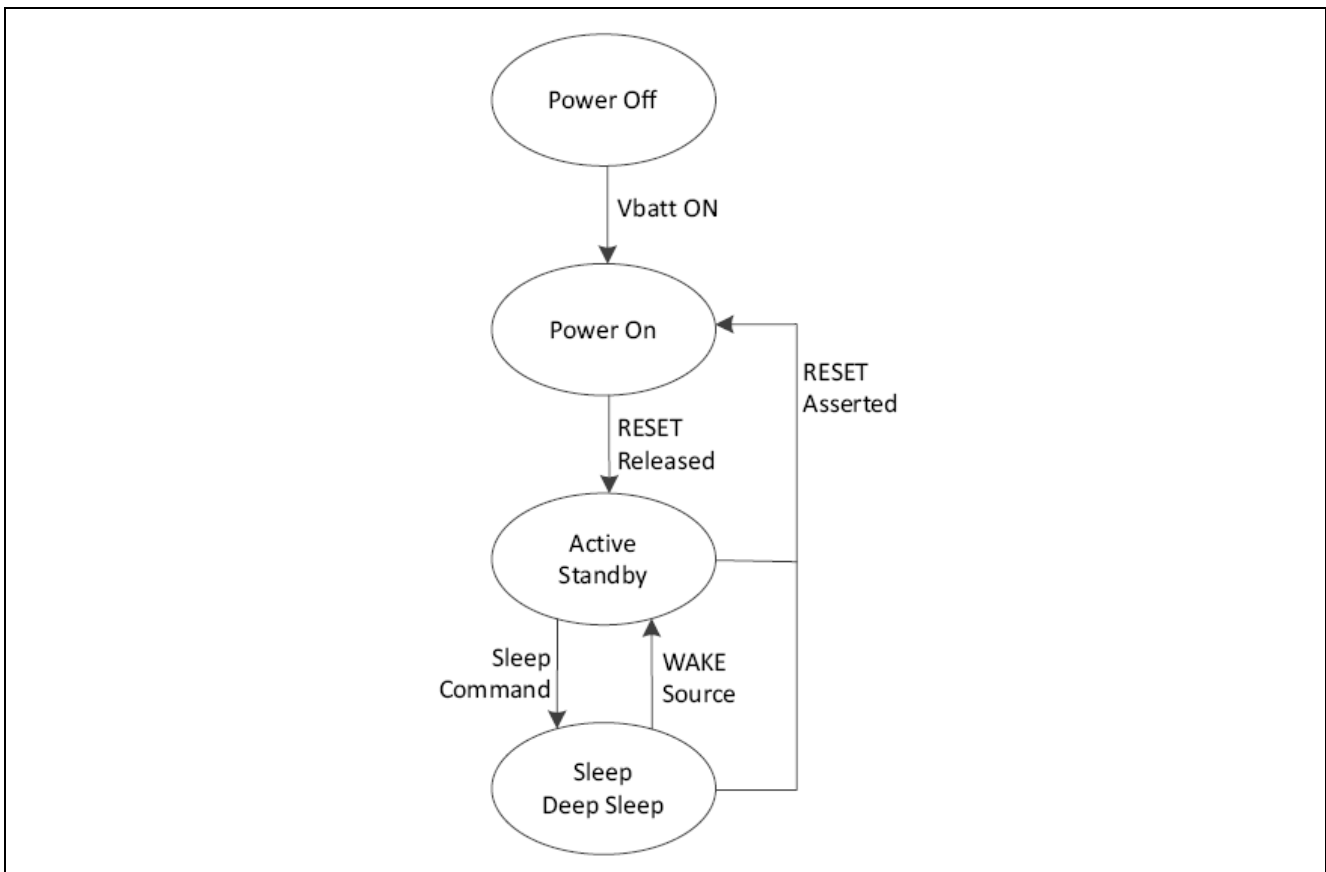 Power Off
Vbatt ON
Power On
RESET
Asserted
RESET
Released
Active
Standby
Sleep
Command
WAKE
Source
Sleep
Deep Sleep